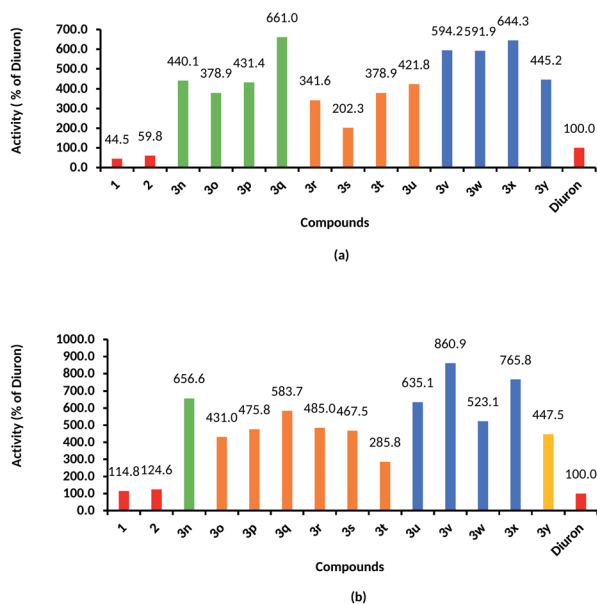 Activity ( % of Diuron)
700.0
600.0
500.0
400.0
300.0
200.0
100.0
0.0
44.5
59.8
440.1
378.9
431.4
661.0
341.6
202.3
378.9
421.8
594.2
591.9
644.3
445.2
100.0
1
2
3n
3o
3p
3q
3r
3s
3t
3u
3v
3w
3x
3y
Diuron
Compounds
(a)
Activity (% of Diuron)
1000.0
900.0
800.0
700.0
600.0
500.0
400.0
300.0
200.0
100.0
0.0
114.8
124.6
656.6
431.0
475.8
583.7
485.0
467.5
285.8
635.1
860.9
523.1
765.8
447.5
100.0
1
2
3n
3o
3p
3q
3r
3s
3t
3u
3v
3w
3x
3y
Diuron
Compounds
(b)